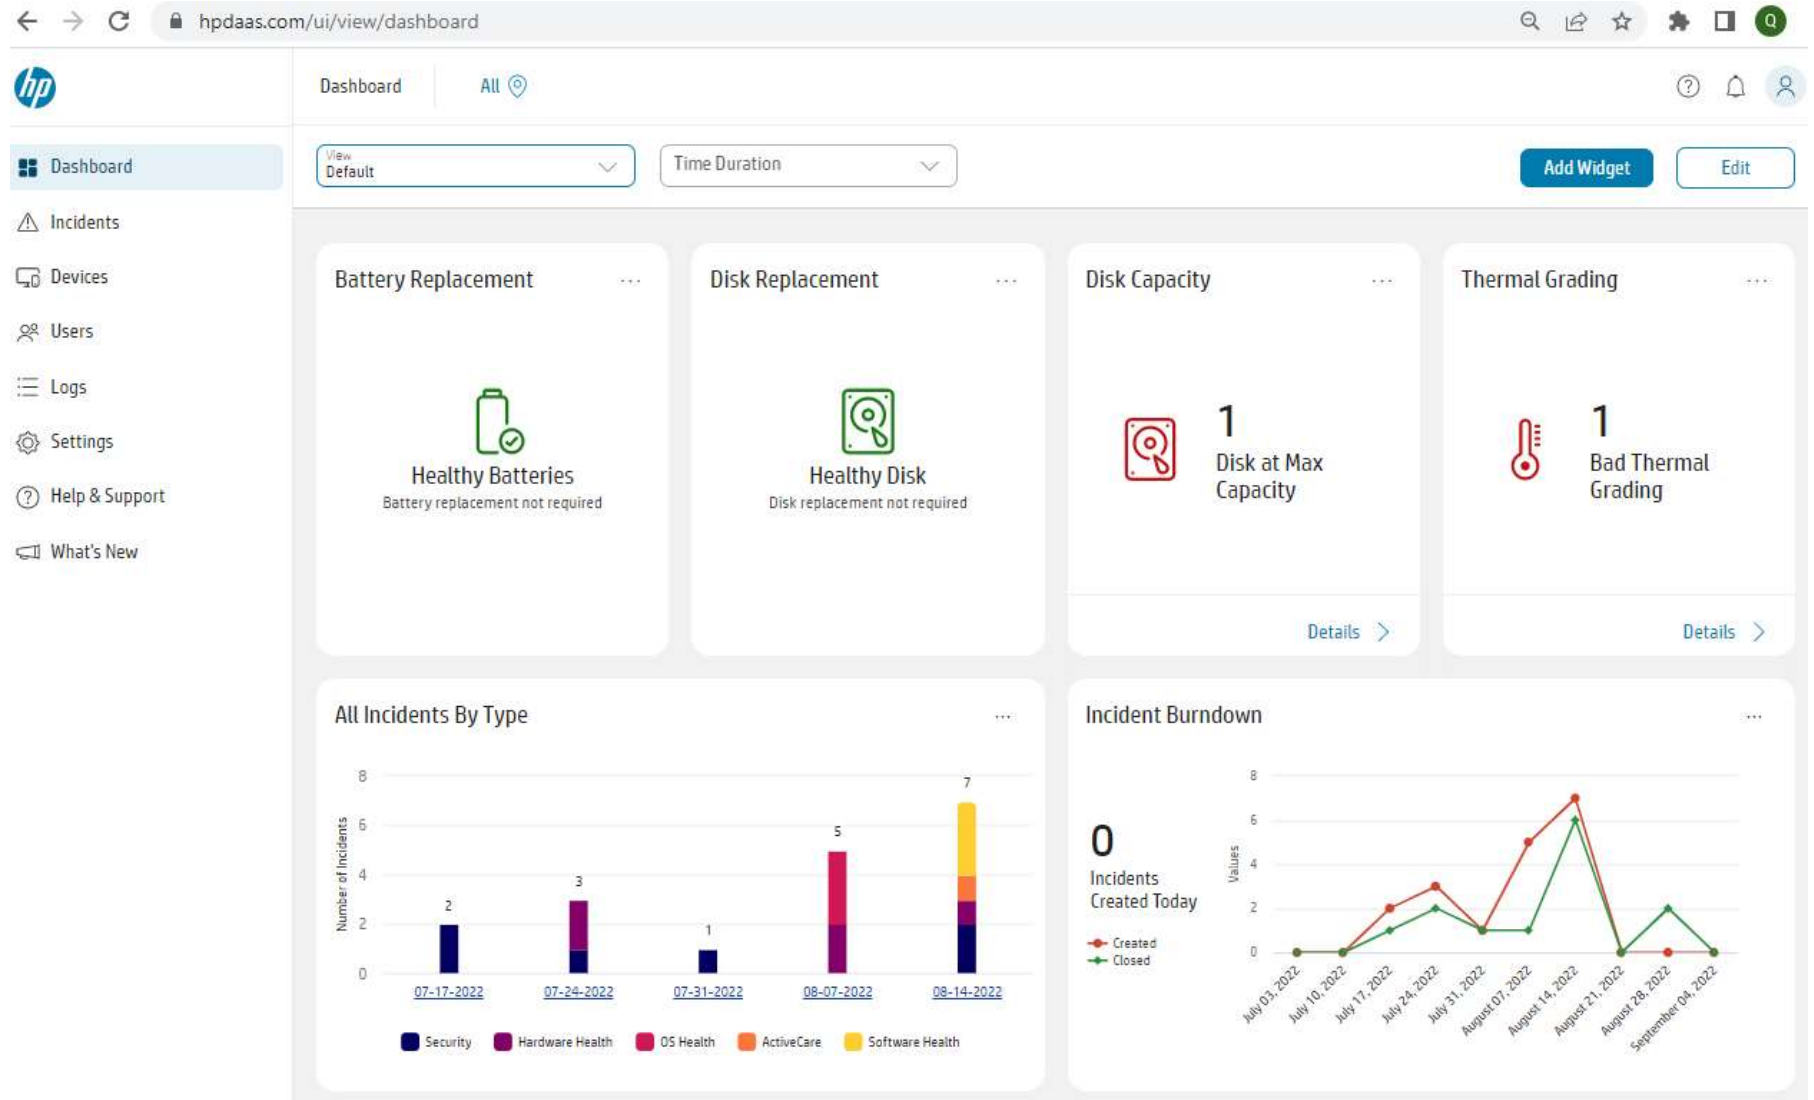 hpdaas.com/ui/view/dashboard
Q
hp
Dashboard
All
Dashboard
Incidents
Devices
Users
Logs
Settings
Help & Support
What's New
View
Default
Time Duration
Add Widget
Edit
Battery Replacement
...
Healthy Batteries
Battery replacement not required
Disk Replacement
...
Healthy Disk
Disk replacement not required
Disk Capacity
...
1
Disk at Max
Capacity
Details
Thermal Grading
...
1
Bad Thermal
Grading
Details
All Incidents By Type
...
Number of Incidents
8
6
4
2
0
2
3
1
5
7
07-17-2022
07-24-2022
07-31-2022
08-07-2022
08-14-2022
Security
Hardware Health
OS Health
ActiveCare
Software Health
Incident Burndown
...
0
Incidents
Created Today
Created
Closed
Values
8
6
4
2
0
July 03, 2022
July 10, 2022
July 17, 2022
July 24, 2022
July 31, 2022
August 07, 2022
August 14, 2022
August 21, 2022
August 28, 2022
September 04, 2022